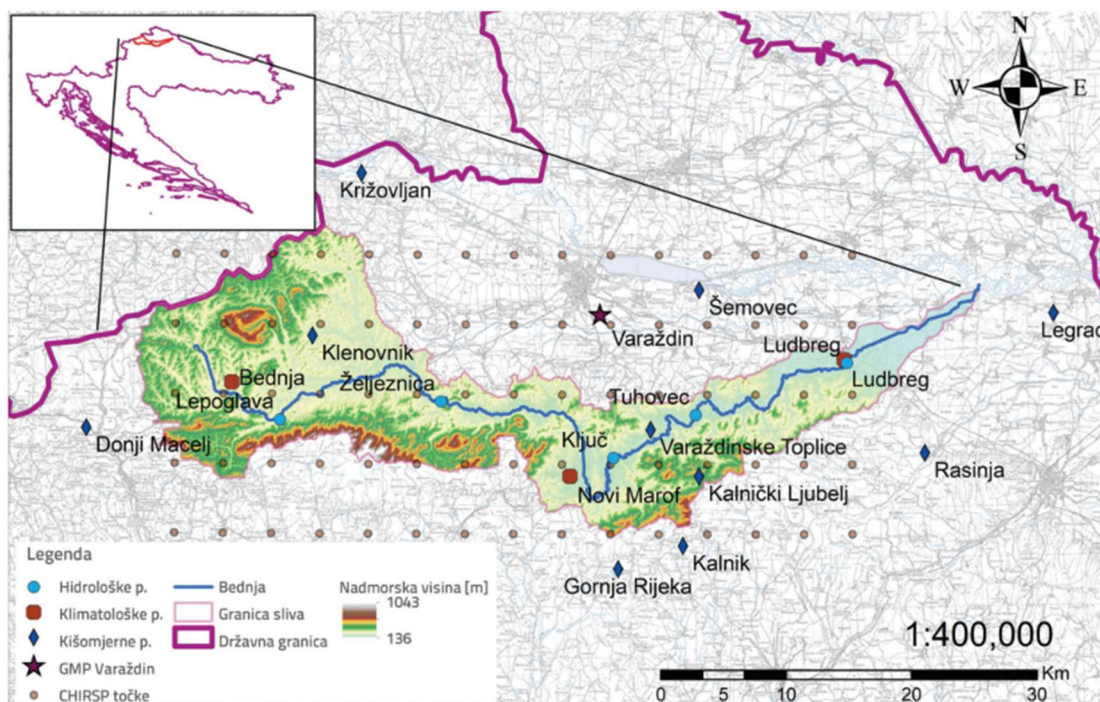 N
W
E
S
Križovljan
Šemovec
Varaždin
Legrad
Klenovnik
Ludbreg
Bednja
Željeznica
Ludbreg
Lepoglava
Tuhovec
Donji Macelj
Ključ
Varaždinske Toplice
Rasinja
Novi Marof
Kalnički Ljubelj
Kalnik
Gornja Rijeka
Legenda
Hidrološke p.
Bednja
Nadmorska visina [m]
Klimatološke p.
Granica sliva
1043
Kišomjerne p.
Državna granica
136
GMP Varaždin
CHIRSP točke
1:400,000
Km
0 5 10 20 30